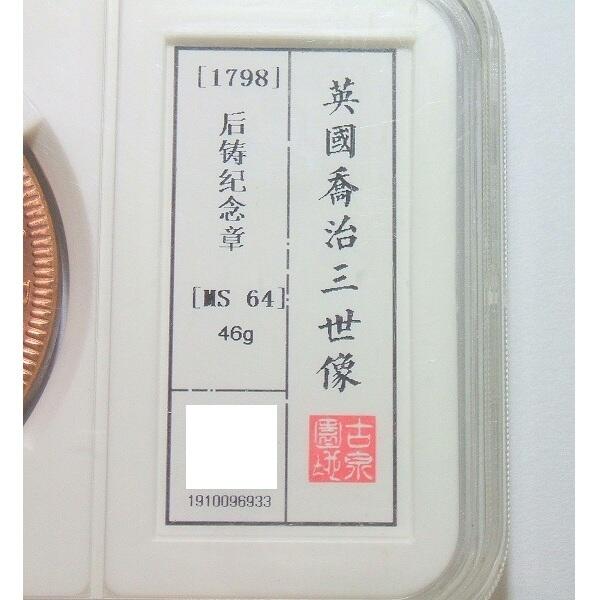 英國喬治三世像
古泉
園地
[1798]
后铸纪念章
[MS 64]
46g
1910096933